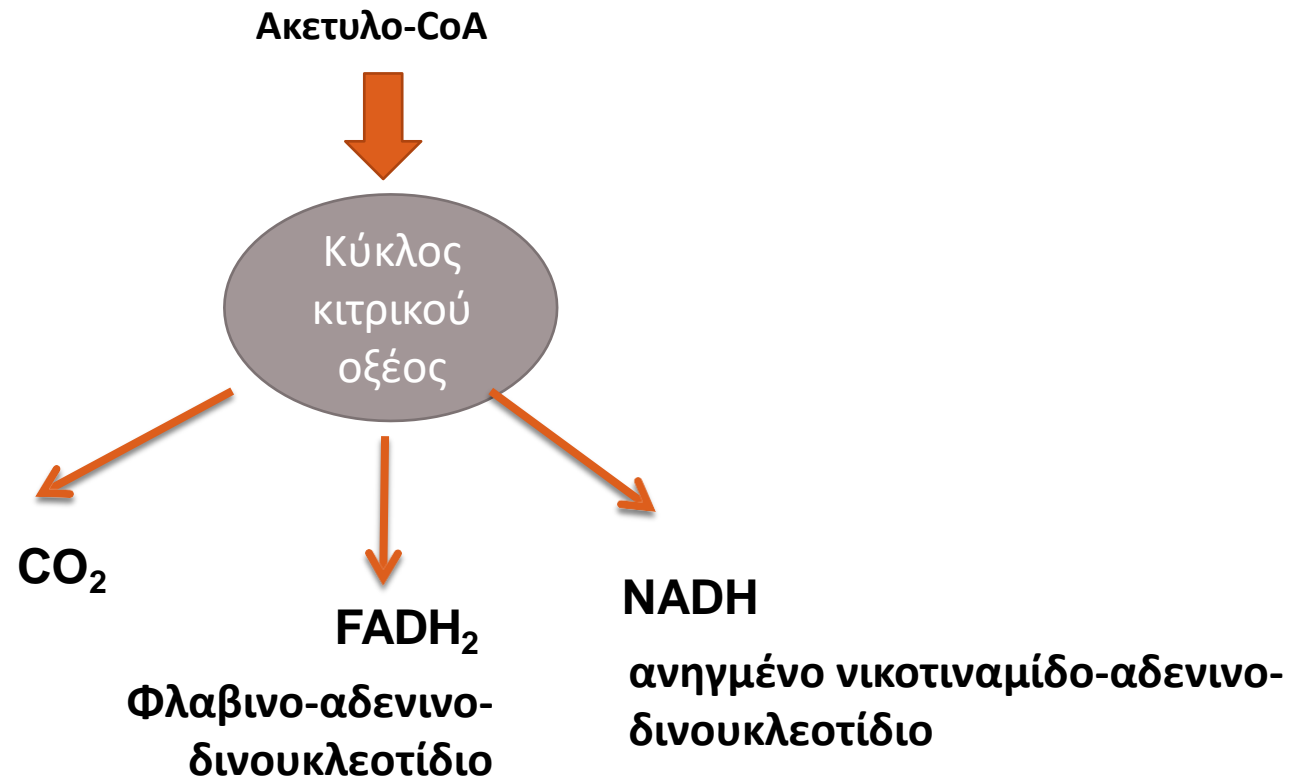 Ακετυλο-CoA
Κύκλος
κιτρικού
οξέος
CO₂
FADH₂
Φλαβινο-αδενινο-
δινουκλεοτίδιο
NADH
ανηγμένο νικοτιναμίδο-αδενινο-
δινουκλεοτίδιο